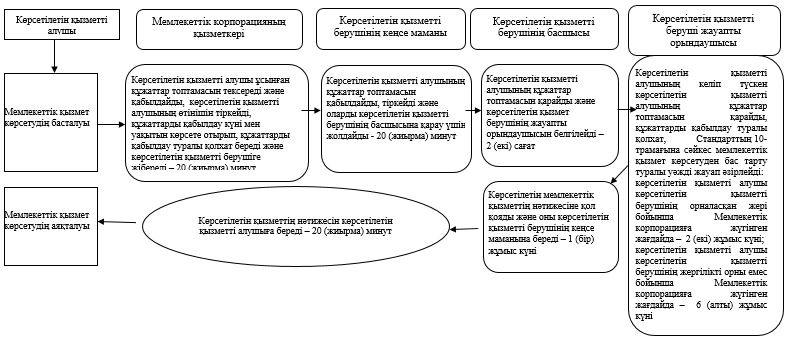 Көрсетілетін қызметті
алушы
Мемлекеттік корпорацияның
қызметкері
Көрсетілетін қызметті
берушінің кеңсе маманы
Көрсетілетін қызметті
берушінің басшысы
Көрсетілетін қызметті
беруші жауапты
орындаушысы
Мемлекеттік қызмет
көрсетудің басталуы
Көрсетілетін қызметті алушы ұсынған
құжаттар топтамасын тексереді және
қабылдайды, көрсетілетін қызметті
алушының өтінішін тіркейді,
құжаттарды қабылдау күні мен
уақытын көрсете отырып, құжаттарды
қабылдау туралы қолхат береді және
көрсетілетін қызметті берушіге
жібереді – 20 (жиырма) минут
Көрсетілетін қызметті алушының
құжаттар топтамасын
қабылдайды, тіркейді және
оларды көрсетілетін қызметті
берушінің басшысына қарау үшін
жолдайды - 20 (жиырма) минут
Көрсетілетін қызметті
алушының құжаттар
топтамасын қарайды және
көрсетілетін қызмет
берушінің жауапты
орындаушысын белгілейді –
2 (екі) сағат
Көрсетілетін қызметті
алушының келіп түскен
көрсетілетін қызметті
алушының құжаттар
топтамасын қарайды,
құжаттарды қабылдау туралы
қолхат, Стандарттың 10-
трамағына сәйкес мемлекеттік
қызмет көрсетуден бас тарту
туралы уәжді жауап әзірлейді:
көрсетілетін қызметті алушы
көрсетілетін қызметті
берушінің орналасқан жері
бойынша Мемлекеттік
корпорацияға жүгінген
жағдайда – 2 (екі) жұмыс күні;
көрсетілетін қызметті алушы
көрсетілетін қызметті
берушінің жергілікті орны емес
бойынша Мемлекеттік
корпорацияға жүгінген
жағдайда – 6 (алты) жұмыс
күні
Көрсетілетін мемлекеттік
қызметтің нәтижесіне қол
қояды және оны көрсетілетін
қызметті берушінің кеңсе
маманына береді – 1 (бір)
жұмыс күні
Көрсетілетін қызметтің нәтижесін көрсетілетін
қызметті алушыға береді – 20 (жиырма) минут
Мемлекеттік қызмет
көрсетудің аяқталуы